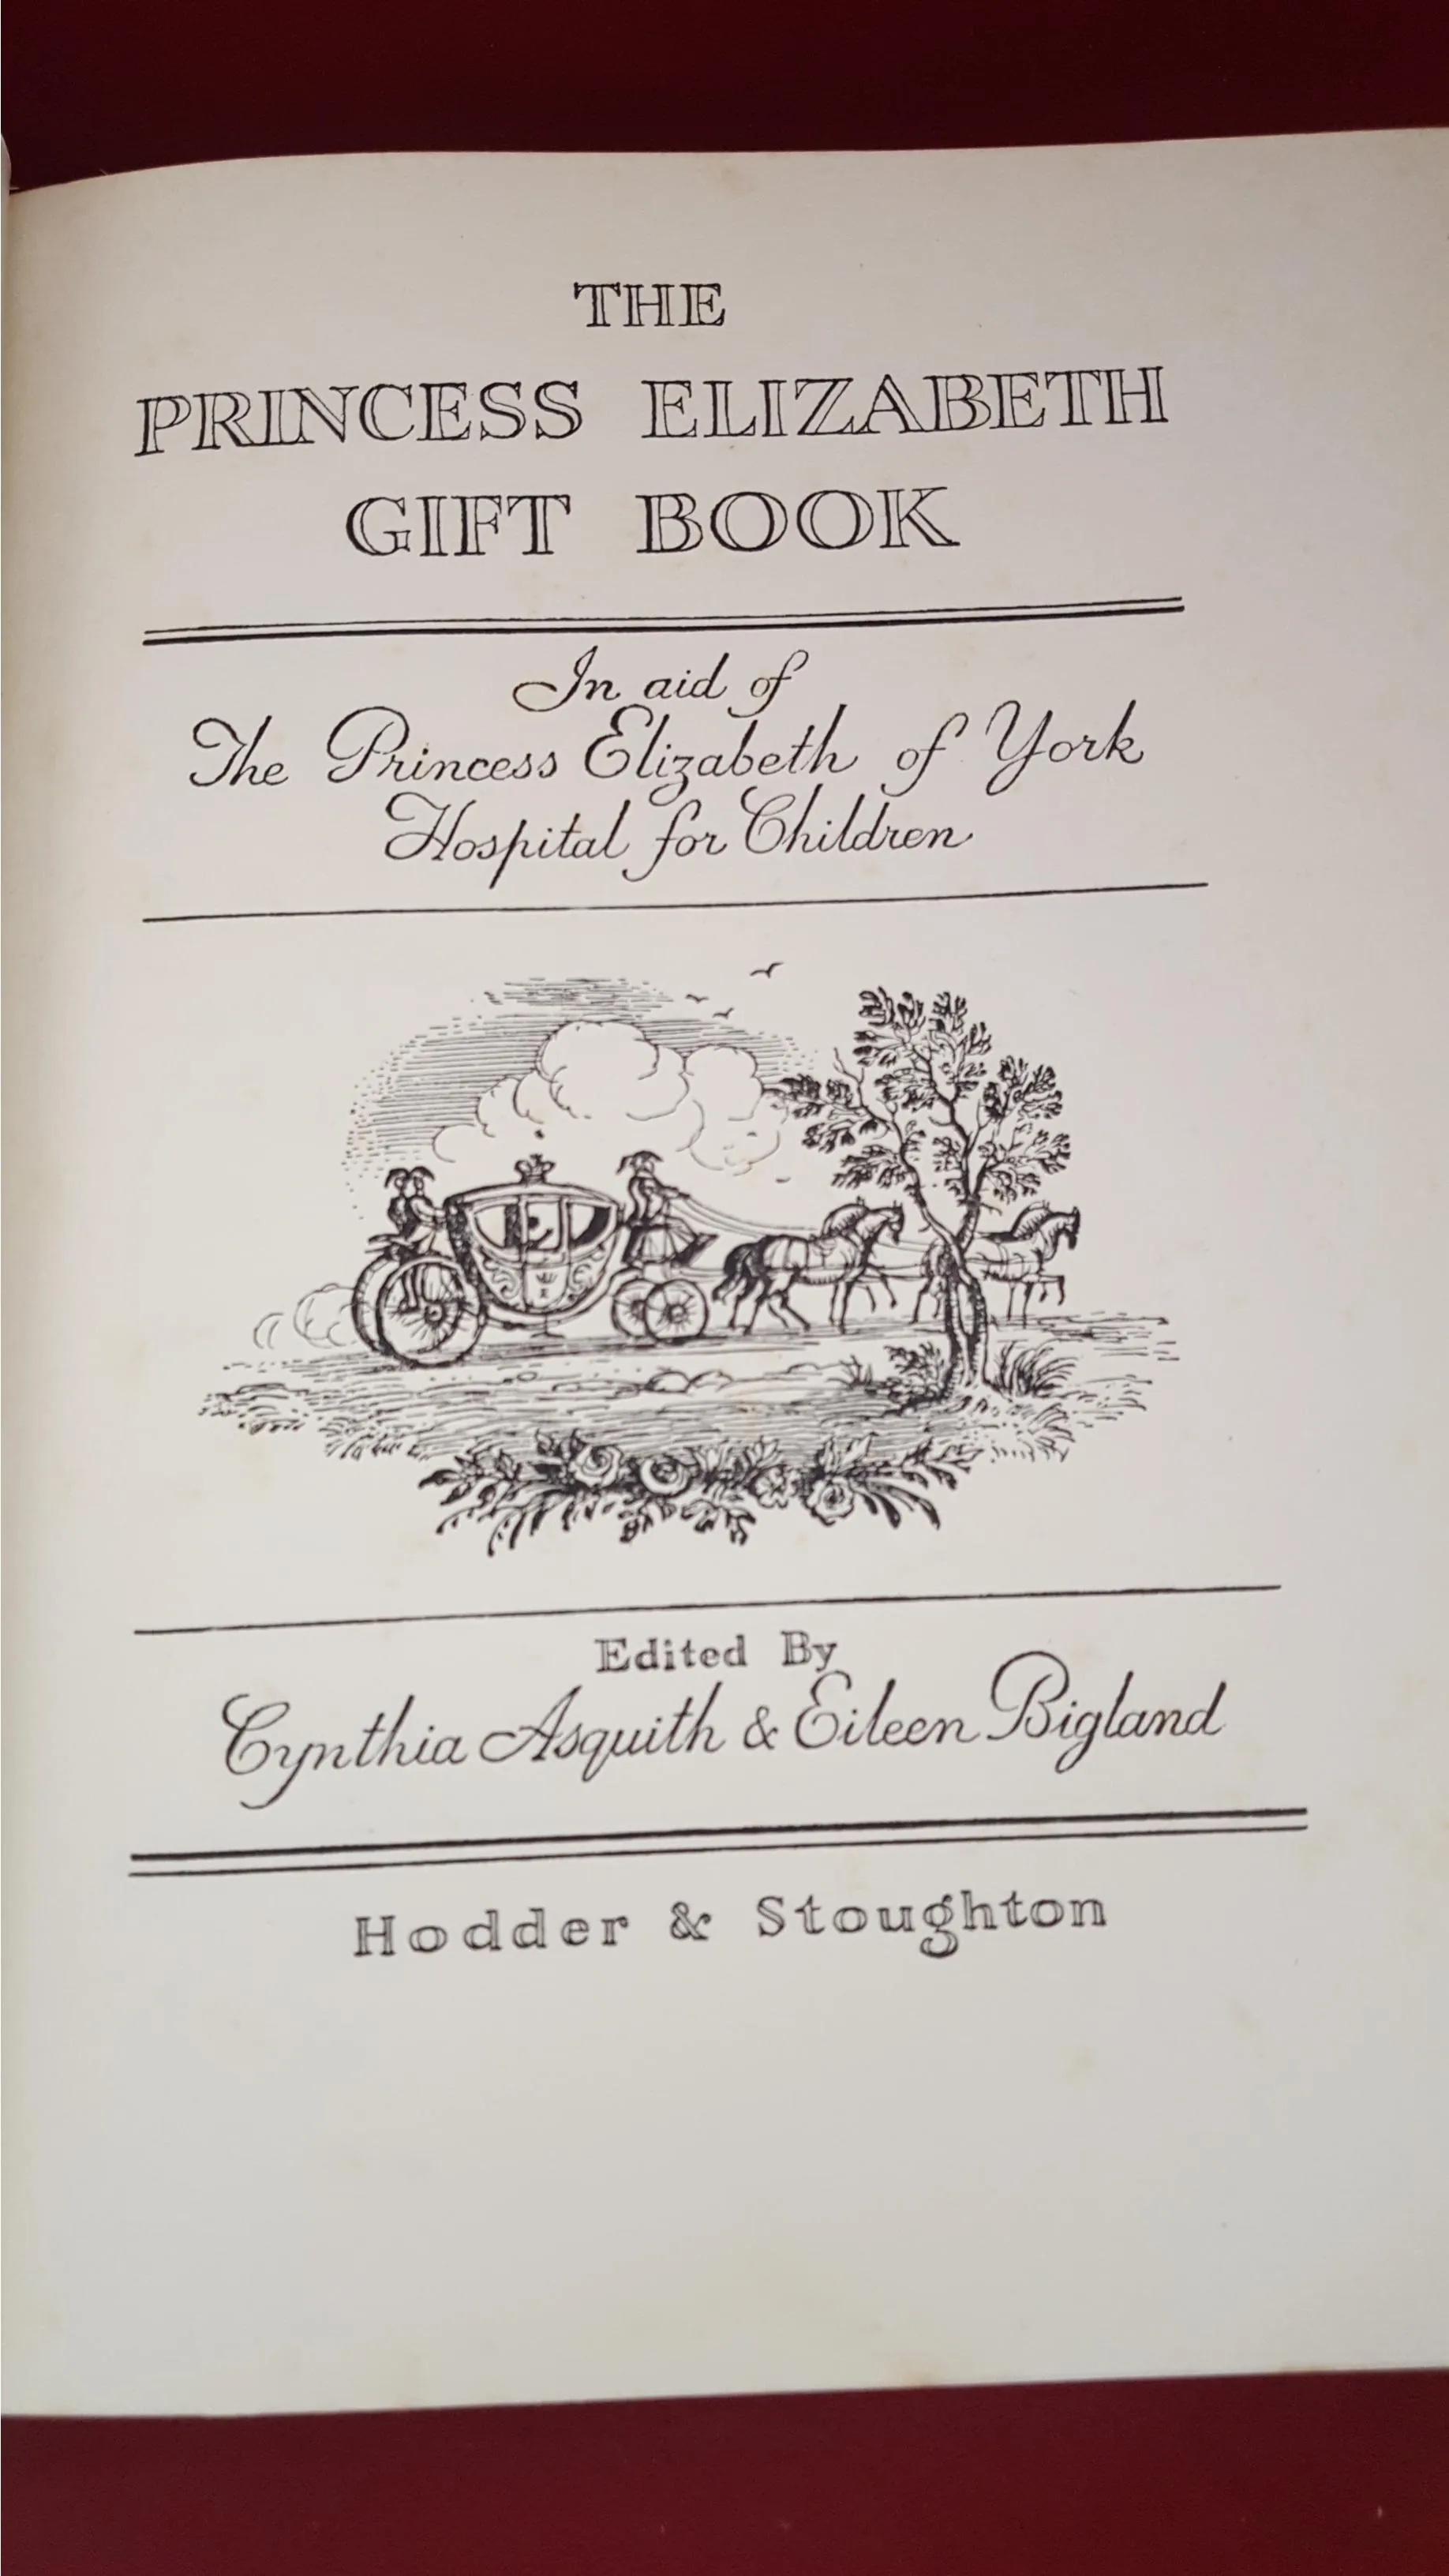 THE
PRINCESS ELIZABETH
GIFT BOOK
In aid of
The Princess Elizabeth of York
Hospital for Children
Edited By
Cynthia Asquith & Eileen Bigland
Hodder & Stoughton